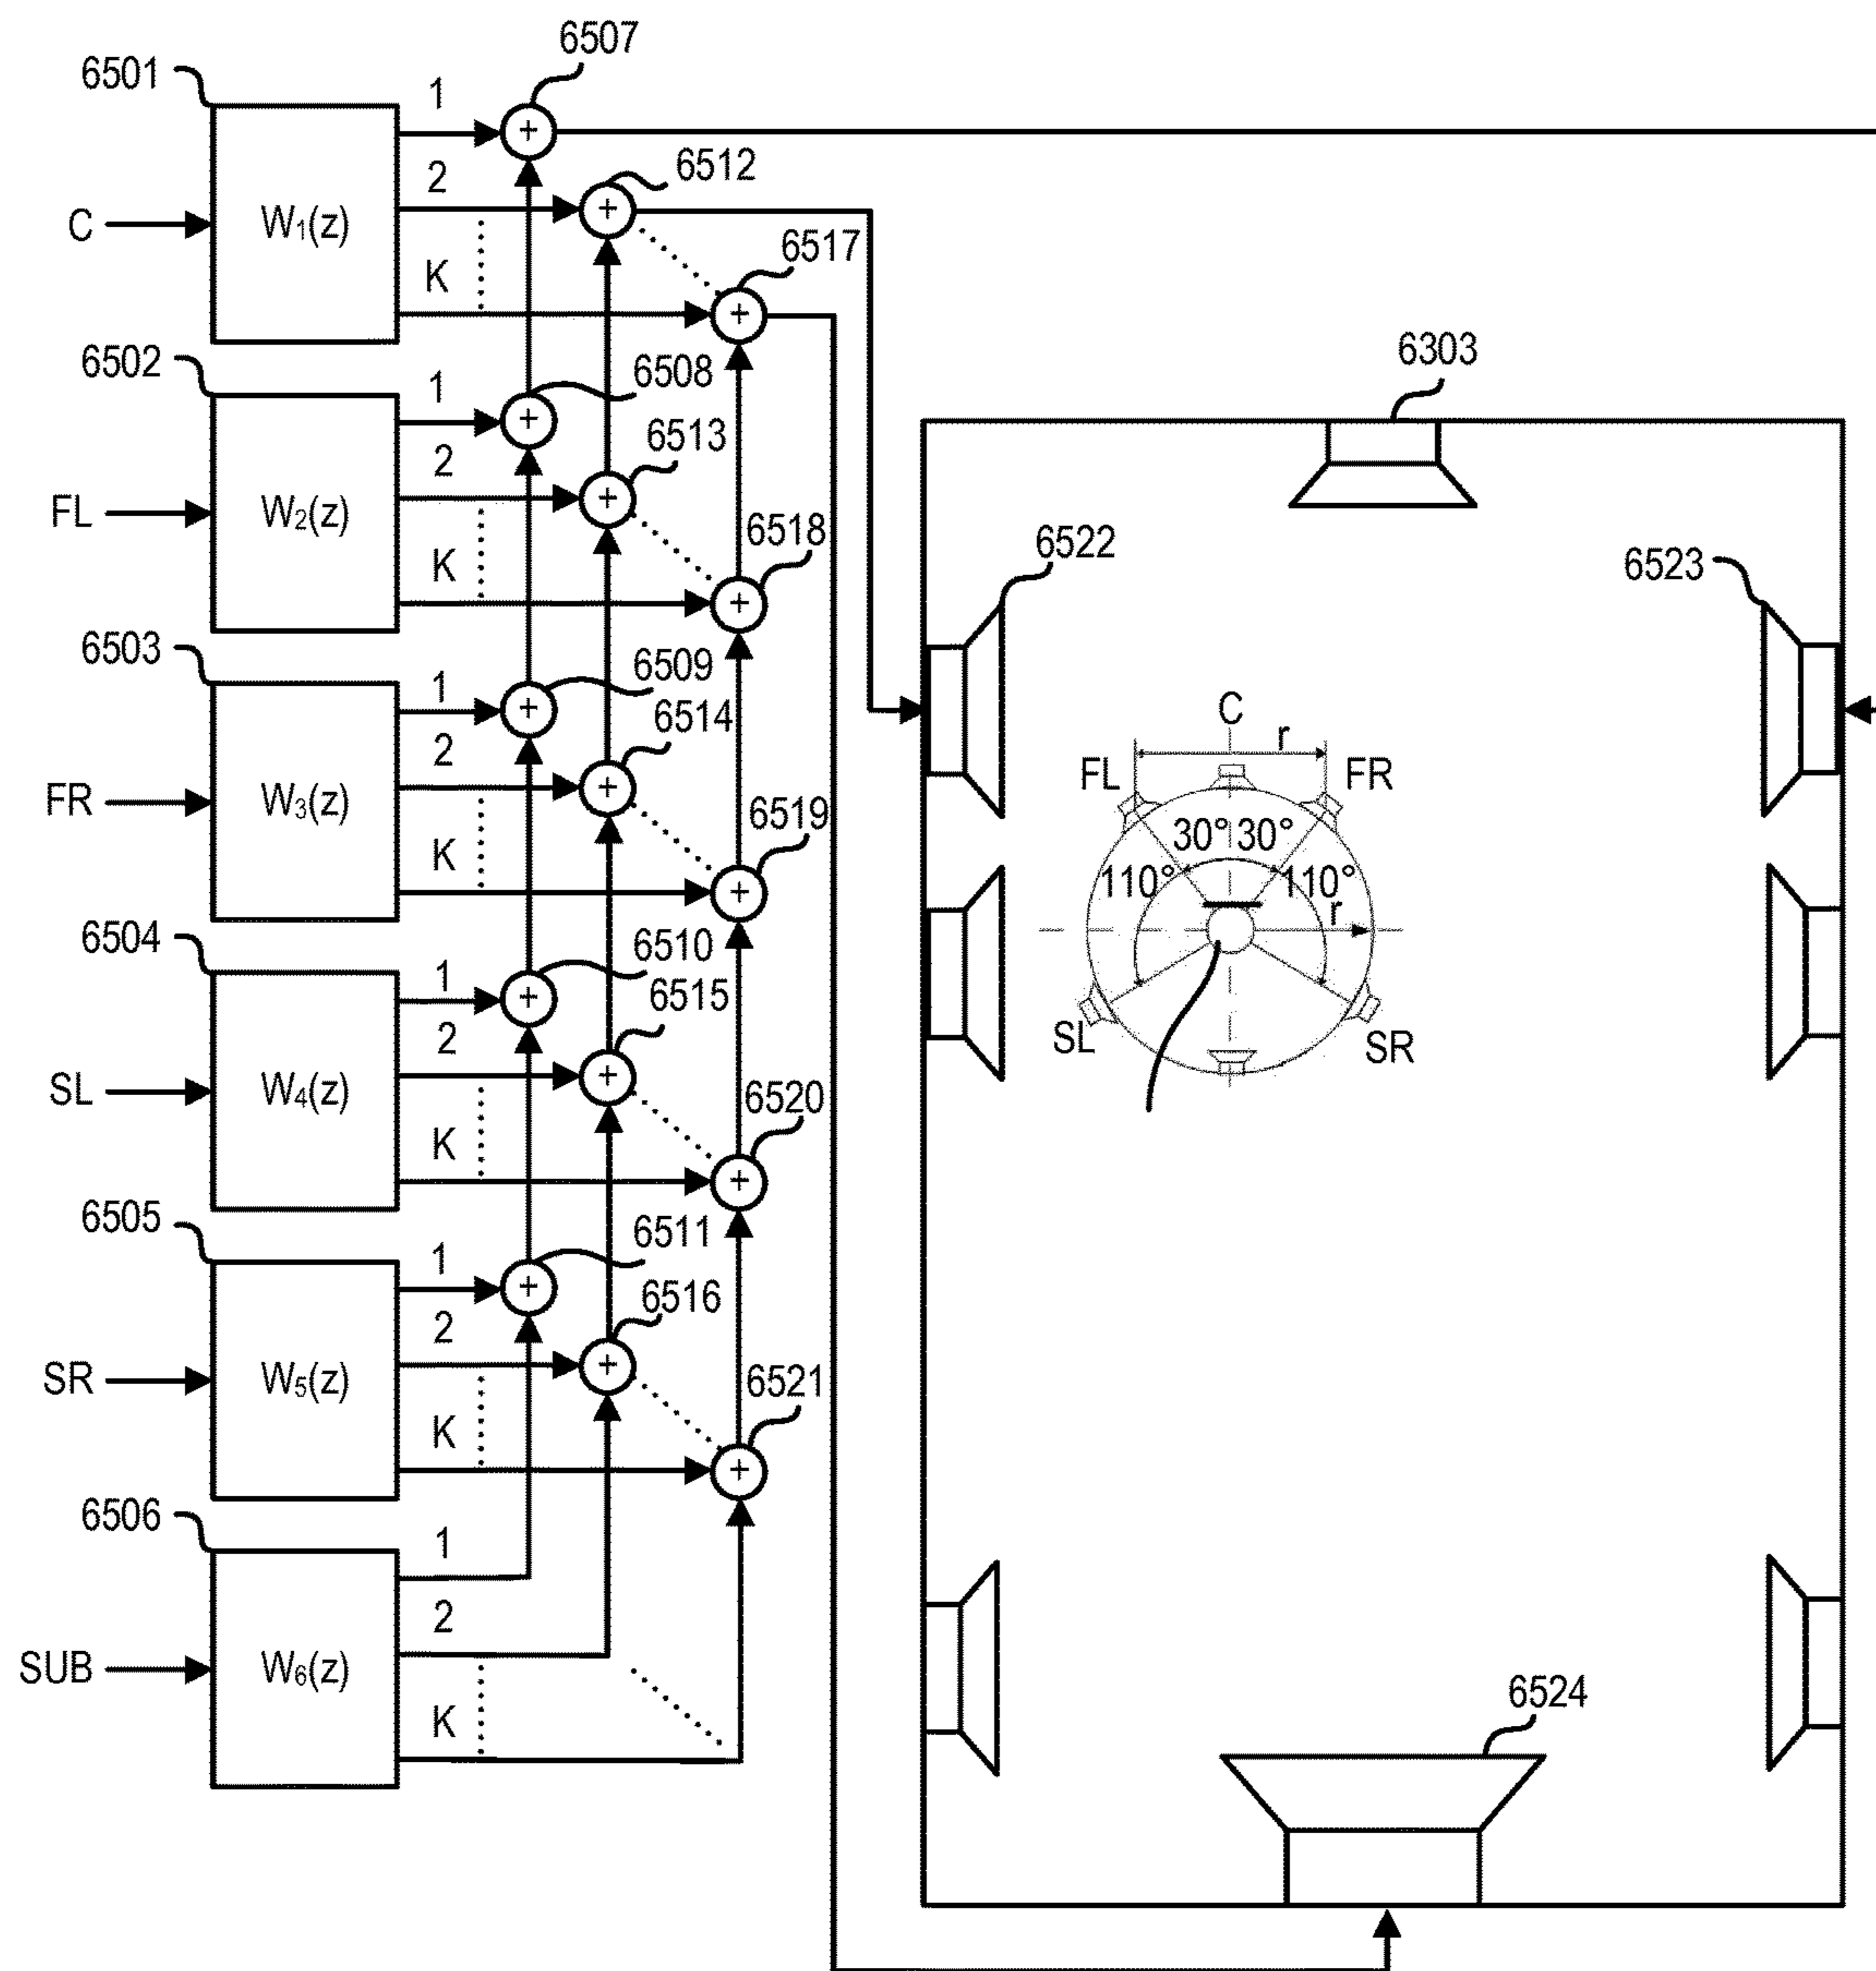 6507
6501
1
+
2
6512
+
C
W₁(z)
6517
K
+
6502
1
6508
+
2
6513
+
FL
W₂(z)
6518
K
+
6503
1
6509
+
2
6514
+
FR
W₃(z)
6519
K
+
6504
1
6510
+
2
6515
+
SL
W₄(z)
6520
K
+
6505
1
6511
+
2
6516
+
SR
W₅(z)
6521
K
+
6506
1
2
SUB
W₆(z)
K
6303
6522
6523
C
r
FL
FR
30° 30°
110° 110°
r
SL
SR
6524